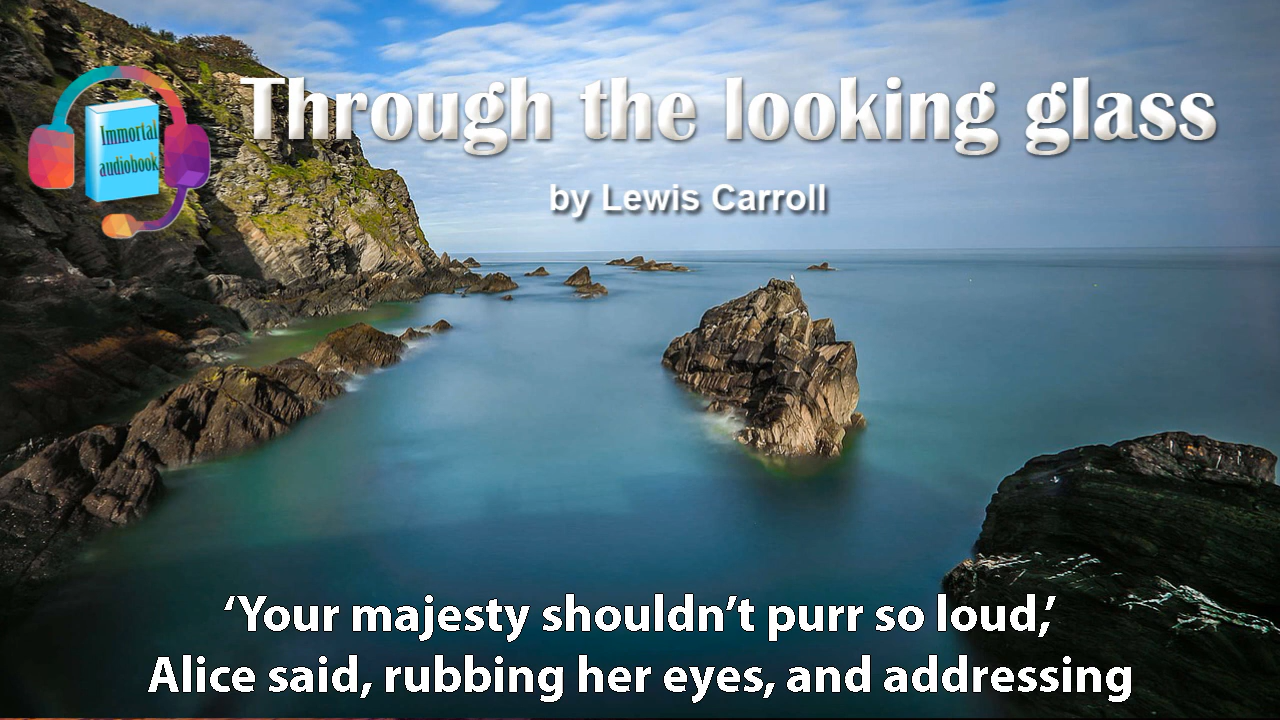 Immortal
audiobook
Through the looking glass
by Lewis Carroll
‘Your majesty shouldn’t purr so loud,’
Alice said, rubbing her eyes, and addressing